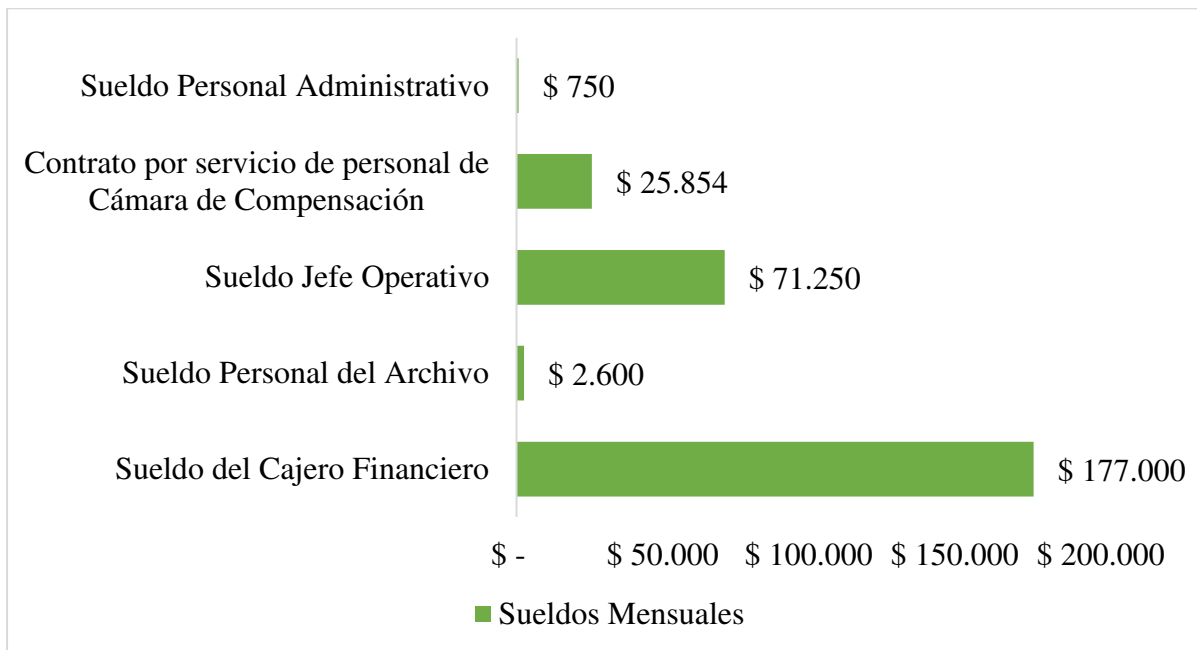 Sueldo Personal Administrativo
$ 750
Contrato por servicio de personal de
Cámara de Compensación
$ 25.854
Sueldo Jefe Operativo
$ 71.250
Sueldo Personal del Archivo
$ 2.600
Sueldo del Cajero Financiero
$ 177.000
$ - $ 50.000 $ 100.000 $ 150.000 $ 200.000
Sueldos Mensuales